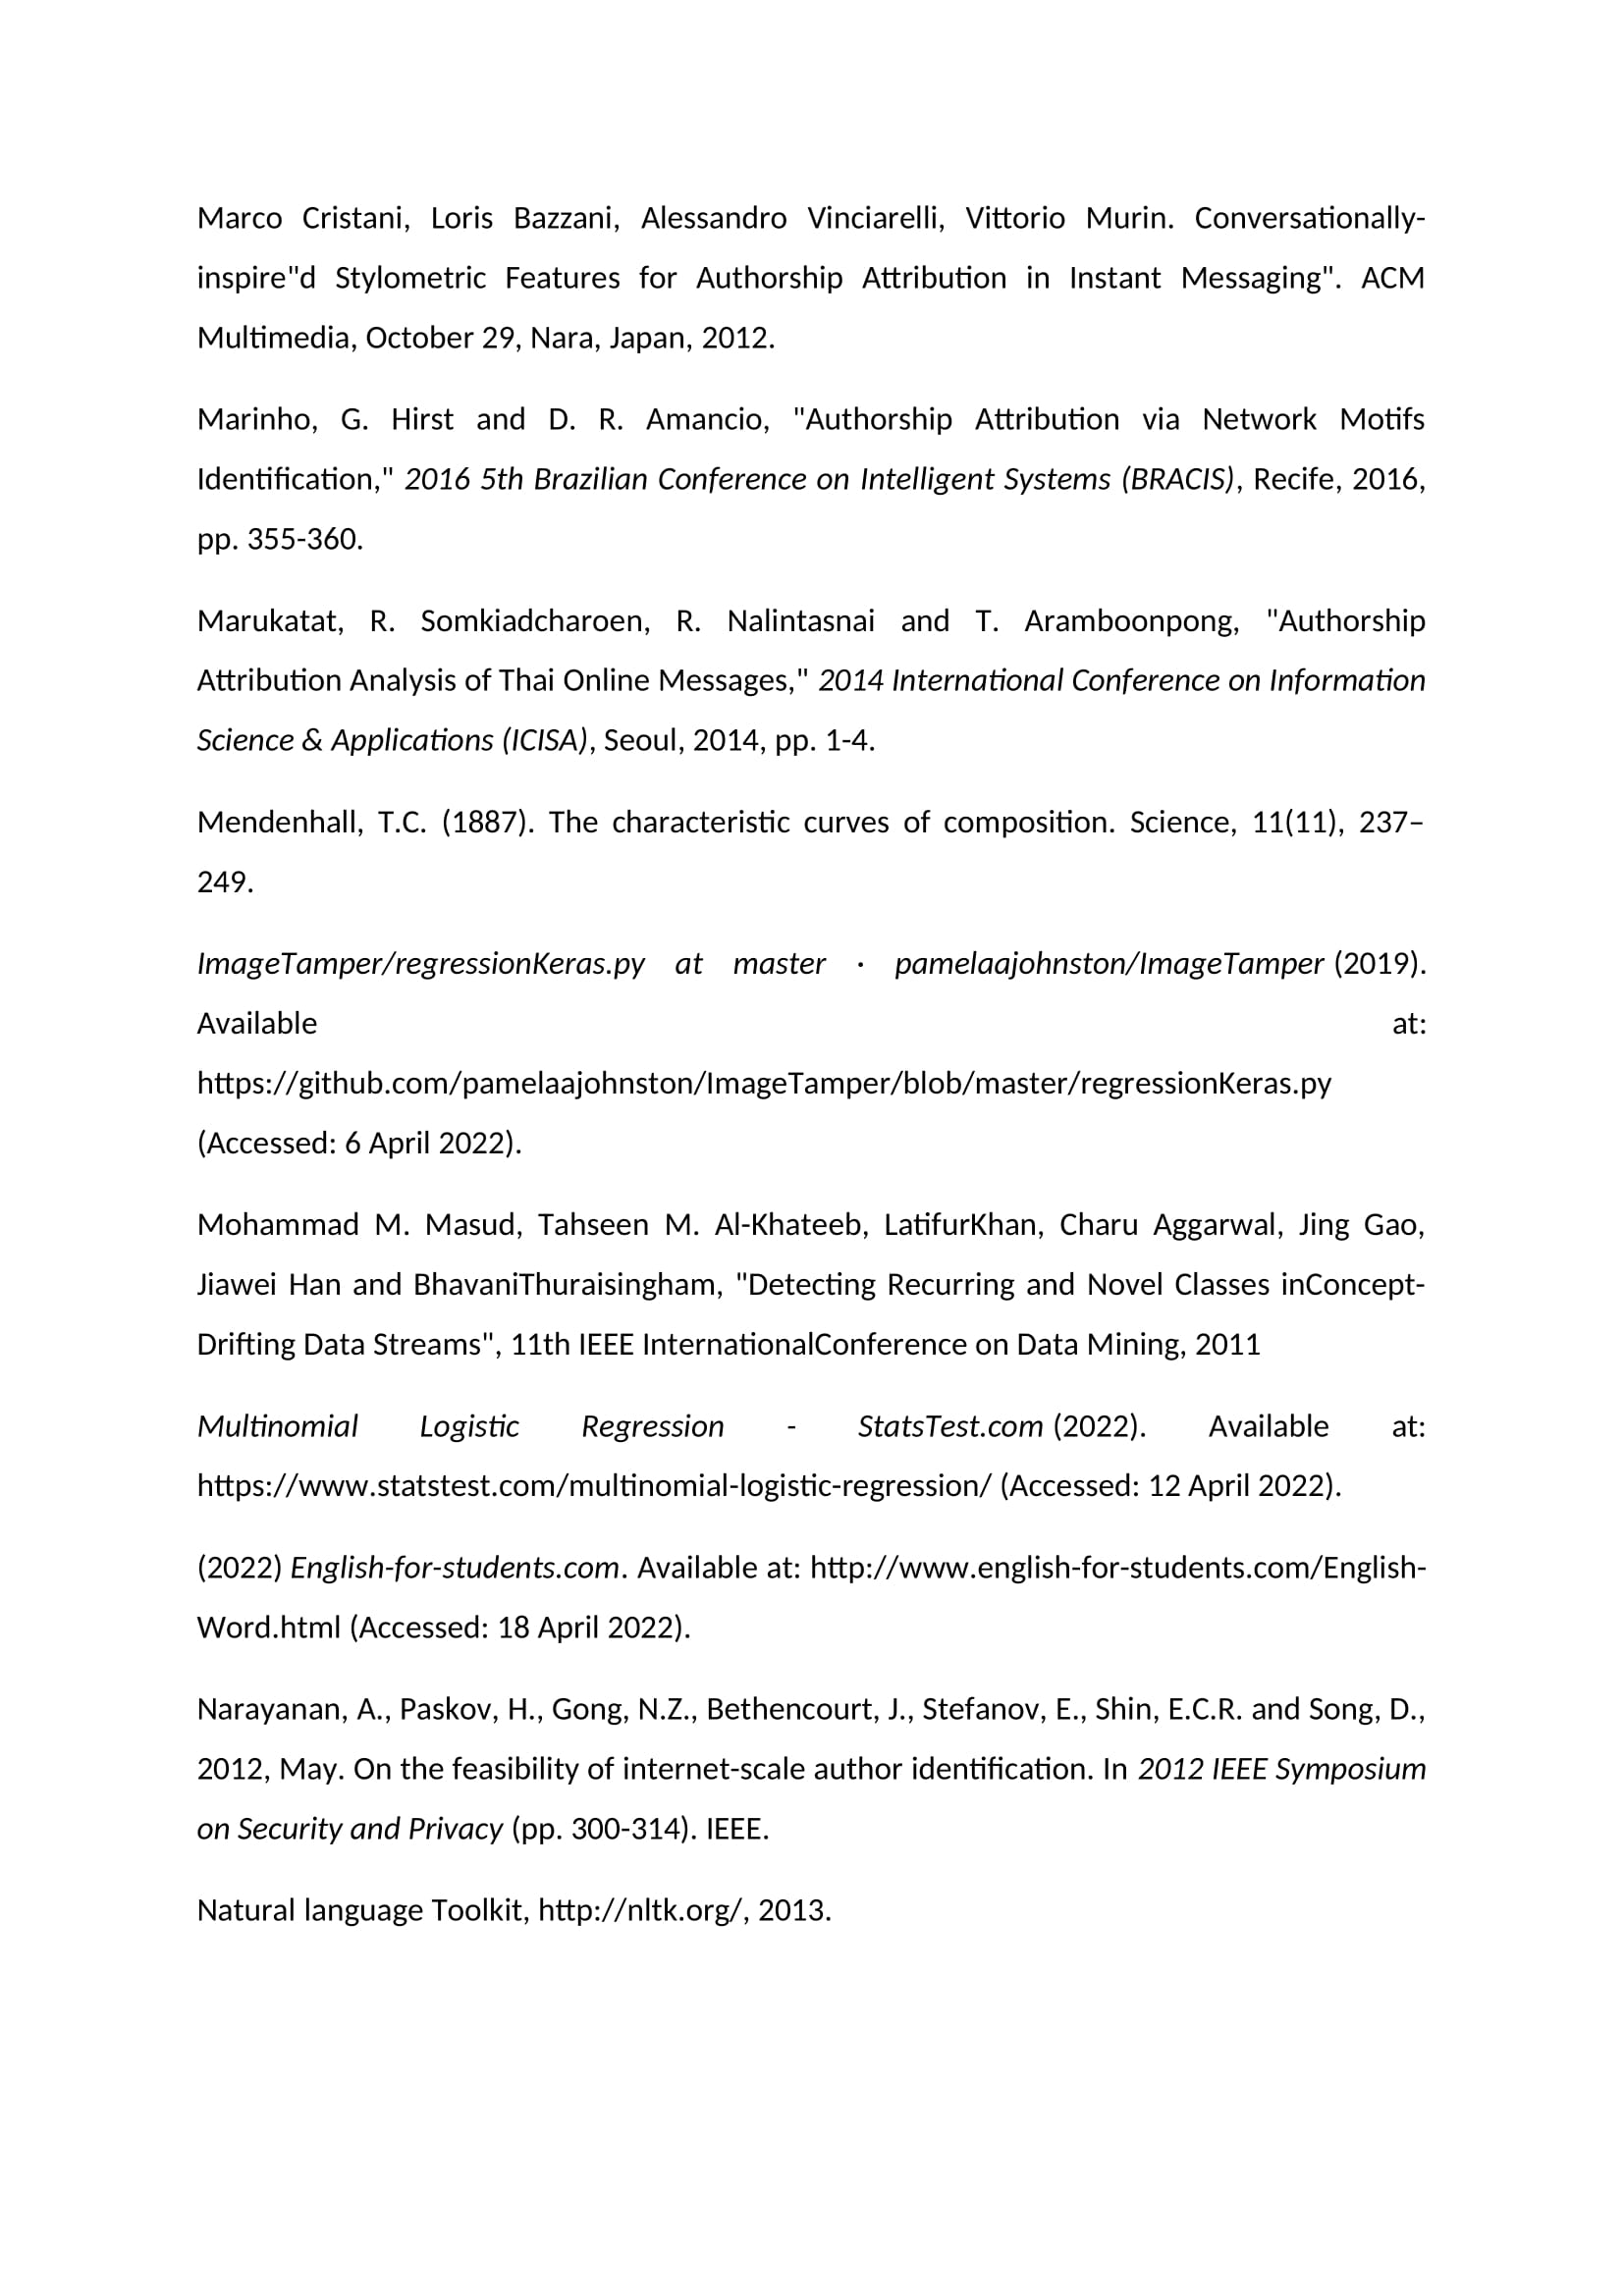 Marco Cristani, Loris Bazzani, Alessandro Vinciarelli, Vittorio Murin. Conversationally-
inspire"d Stylometric Features for Authorship Attribution in Instant Messaging". ACM
Multimedia, October 29, Nara, Japan, 2012.
Marinho, G. Hirst and D. R. Amancio, "Authorship Attribution via Network Motifs
Identification," 2016 5th Brazilian Conference on Intelligent Systems (BRACIS), Recife, 2016,
pp. 355-360.
Marukatat, R. Somkiadcharoen, R. Nalintasnai and T. Aramboonpong, "Authorship
Attribution Analysis of Thai Online Messages," 2014 International Conference on Information
Science & Applications (ICISA), Seoul, 2014, pp. 1-4.
Mendenhall, T.C. (1887). The characteristic curves of composition. Science, 11(11), 237–
249.
ImageTamper/regressionKeras.py at master · pamelaajohnston/ImageTamper (2019).
Available at:
https://github.com/pamelaajohnston/ImageTamper/blob/master/regressionKeras.py
(Accessed: 6 April 2022).
Mohammad M. Masud, Tahseen M. Al-Khateeb, LatifurKhan, Charu Aggarwal, Jing Gao,
Jiawei Han and BhavaniThuraisingham, "Detecting Recurring and Novel Classes inConcept-
Drifting Data Streams", 11th IEEE InternationalConference on Data Mining, 2011
Multinomial Logistic Regression - StatsTest.com (2022). Available at:
https://www.statstest.com/multinomial-logistic-regression/ (Accessed: 12 April 2022).
(2022) English-for-students.com. Available at: http://www.english-for-students.com/English-
Word.html (Accessed: 18 April 2022).
Narayanan, A., Paskov, H., Gong, N.Z., Bethencourt, J., Stefanov, E., Shin, E.C.R. and Song, D.,
2012, May. On the feasibility of internet-scale author identification. In 2012 IEEE Symposium
on Security and Privacy (pp. 300-314). IEEE.
Natural language Toolkit, http://nltk.org/, 2013.